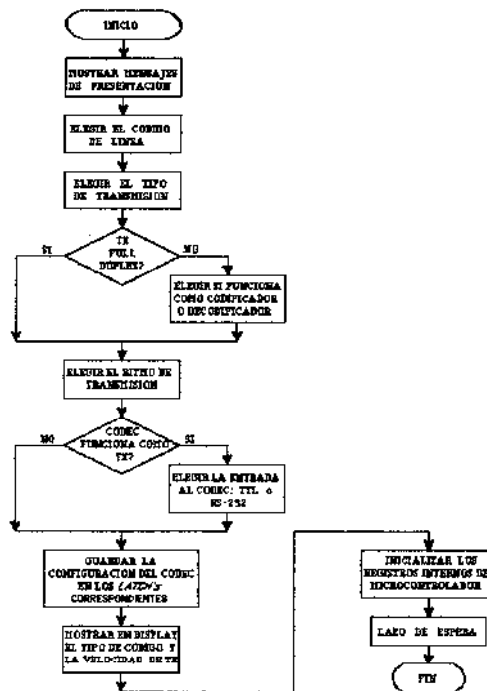 INICIO
MOSTRAR MENSAJES
DE PRESENTACION
ELEGIR EL CODIGO
DE LINEA
ELEGIR EL TIPO
DE TRANSMISION
SI
TX
FULL
DUPLEX?
NO
ELEGIR SI FUNCIONA
COMO CODIFICADOR
O DECODIFICADOR
ELEGIR EL RITMO DE
TRANSMISION
NO
CODEC
FUNCIONA COMO
TX?
SI
ELEGIR LA ENTRADA
AL CODEC: TTL o
RS-232
GUARDAR LA
CONFIGURACION DEL CODEC
EN LOS LATCH's
CORRESPONDIENTES
MOSTRAR EN DISPLAY
EL TIPO DE CODIGO Y
LA VELOCIDAD DE TX
INICIALIZAR LOS
REGISTROS INTERNOS DEL
MICROCONTROLADOR
LAZO DE ESPERA
FIN